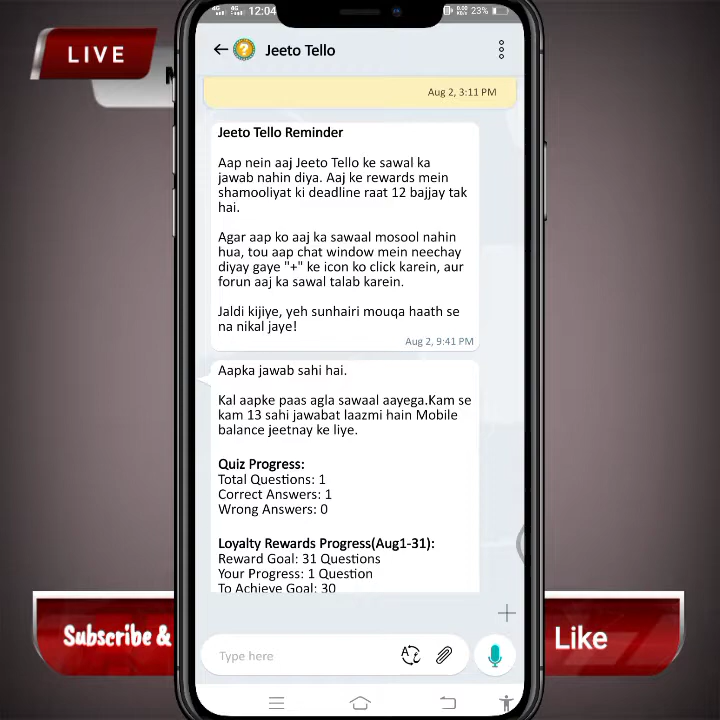 LIVE
4G 4G 12:04
0.00 KB/s 23%
Jeeto Tello
Aug 2, 3:11 PM
Jeeto Tello Reminder
Aap nein aaj Jeeto Tello ke sawal ka
jawab nahin diya. Aaj ke rewards mein
shamooliyat ki deadline raat 12 bajjay tak
hai.
Agar aap ko aaj ka sawaal mosool nahin
hua, tou aap chat window mein neechay
diyay gaye "+" ke icon ko click karein, aur
forun aaj ka sawal talab karein.
Jaldi kijiye, yeh sunhairi mouqa haath se
na nikal jaye!
Aug 2, 9:41 PM
Aapka jawab sahi hai.
Kal aapke paas agla sawaal aayega.Kam se
kam 13 sahi jawabat laazmi hain Mobile
balance jeetnay ke liye.
Quiz Progress:
Total Questions: 1
Correct Answers: 1
Wrong Answers: 0
Loyalty Rewards Progress(Aug1-31):
Reward Goal: 31 Questions
Your Progress: 1 Question
To Achieve Goal: 30
Subscribe &
Like
Type here